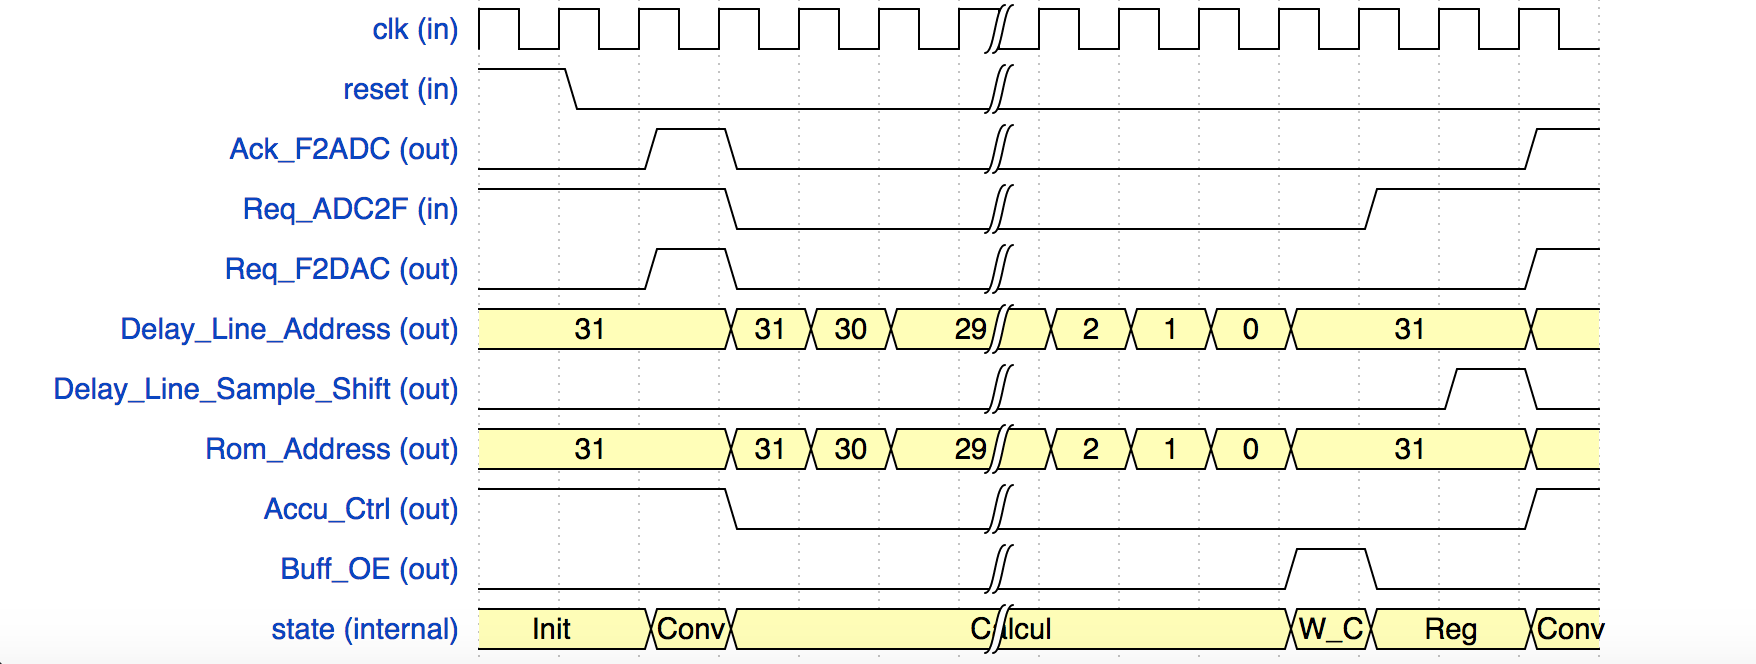 clk (in)
reset (in)
Ack_F2ADC (out)
Req_ADC2F (in)
Req_F2DAC (out)
Delay_Line_Address (out) 31 31 30 29 2 1 0 31
Delay_Line_Sample_Shift (out)
Rom_Address (out) 31 31 30 29 2 1 0 31
Accu_Ctrl (out)
Buff_OE (out)
state (internal) Init Conv Calcul W_C Reg Conv